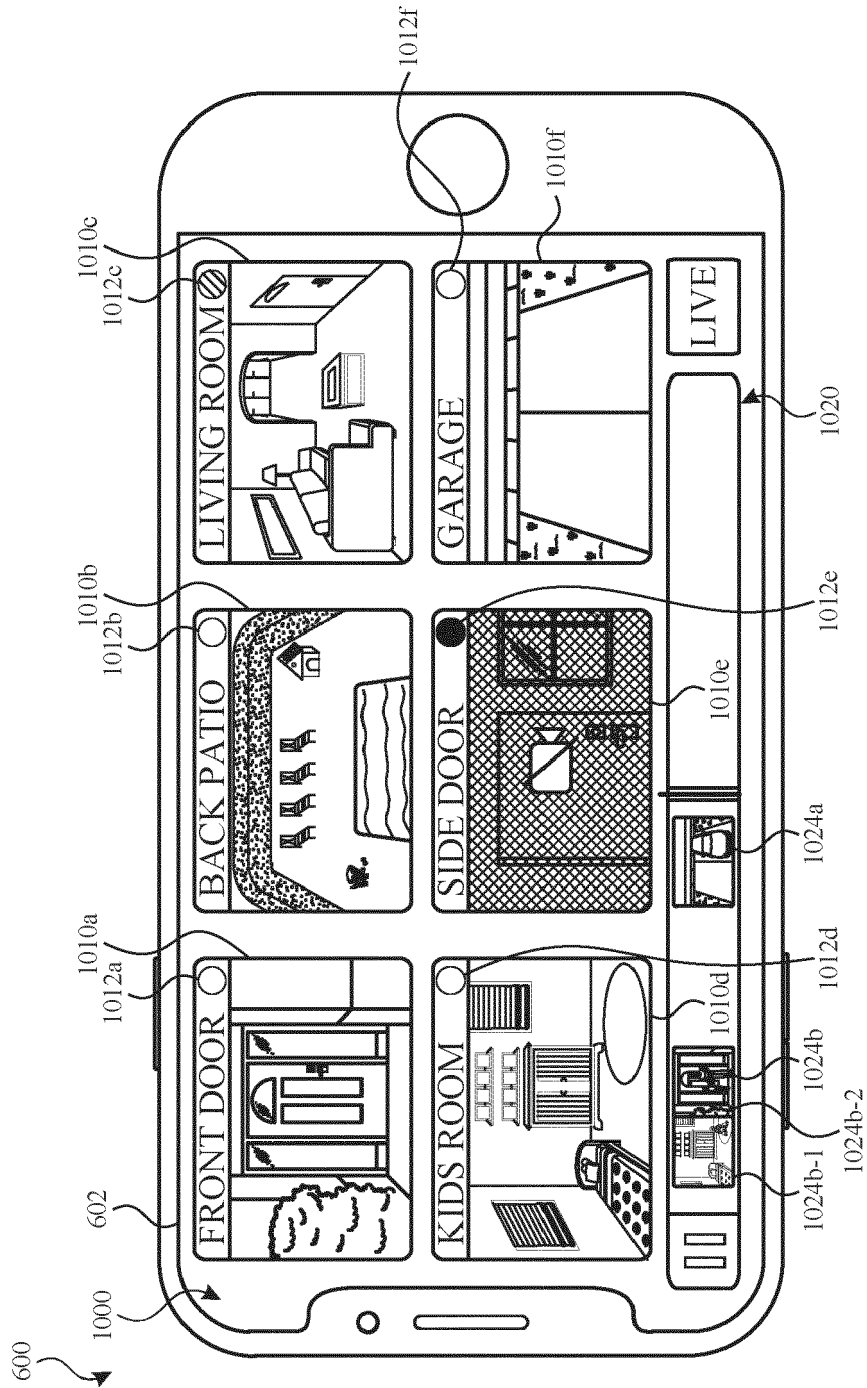 600
602
1010a
1010b
1010c
1000
1012a
1012b
1012c
FRONT DOOR
BACK PATIO
LIVING ROOM
1012f
KIDS ROOM
SIDE DOOR
GARAGE
1010f
LIVE
1010d
1010e
1024b-1
1024b
1012d
1024a
1012e
1020
1024b-2